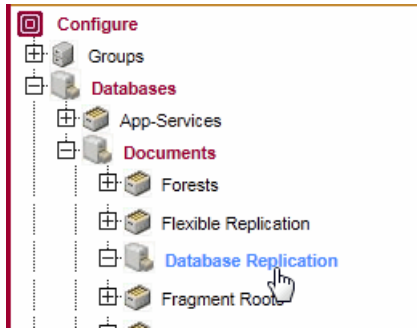 Configure
Groups
Databases
App-Services
Documents
Forests
Flexible Replication
Database Replication
Fragment Roots